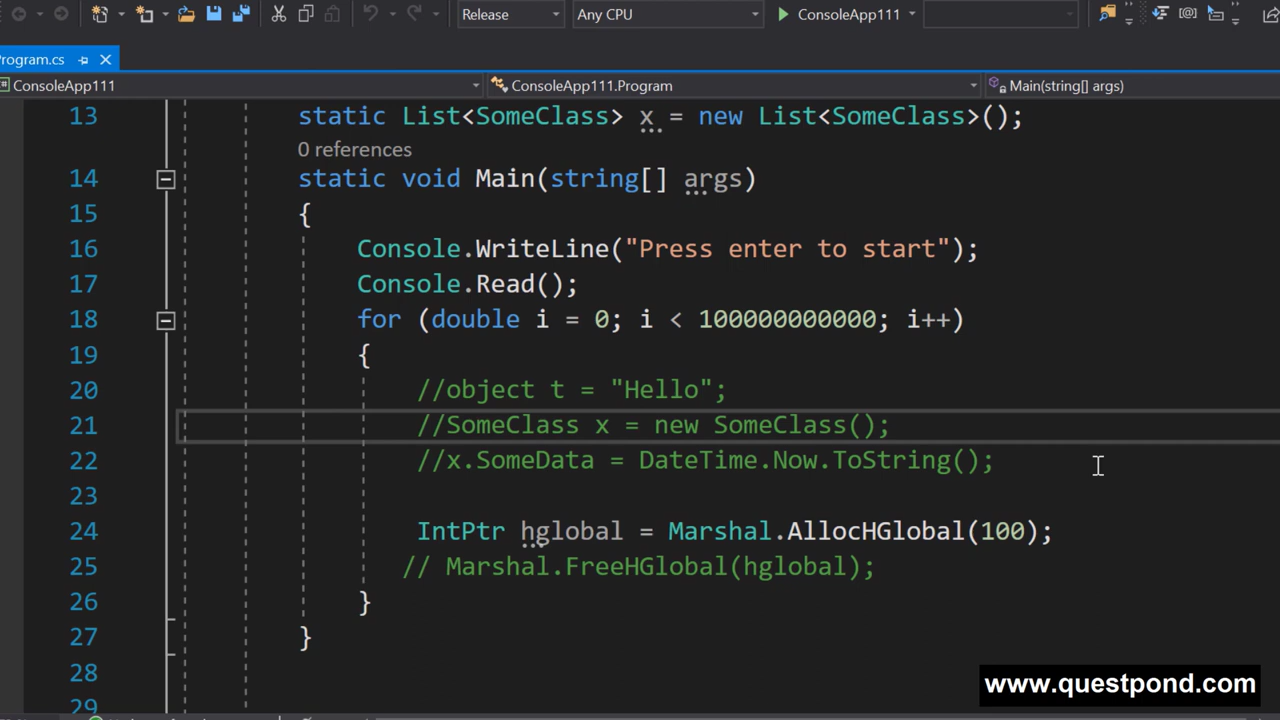 Release
Any CPU
ConsoleApp111
Program.cs
ConsoleApp111
ConsoleApp111.Program
Main(string[] args)
13 static List<SomeClass> x = new List<SomeClass>();
0 references
14 static void Main(string[] args)
15 {
16 Console.WriteLine("Press enter to start");
17 Console.Read();
18 for (double i = 0; i < 100000000000; i++)
19 {
20 //object t = "Hello";
21 //SomeClass x = new SomeClass();
22 //x.SomeData = DateTime.Now.ToString();
23
24 IntPtr hglobal = Marshal.AllocHGlobal(100);
25 // Marshal.FreeHGlobal(hglobal);
26 }
27 }
28
29
www.questpond.com